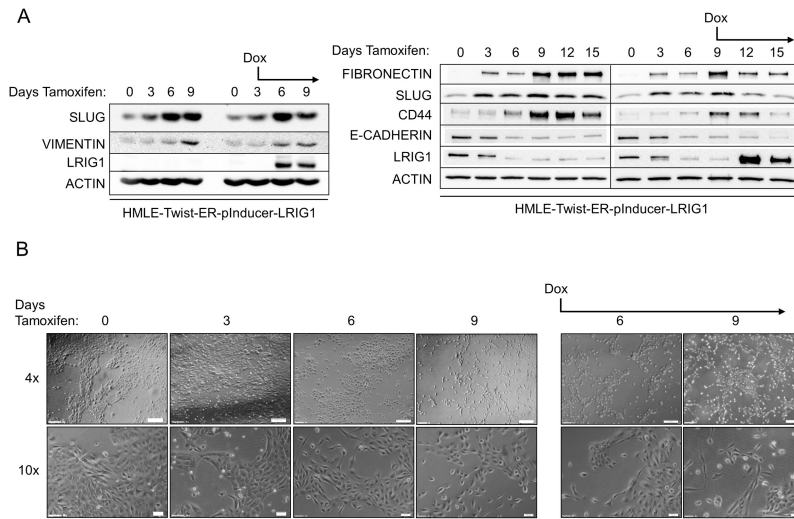 A
Dox
Days Tamoxifen: 0 3 6 9 0 3 6 9
SLUG
VIMENTIN
LRIG1
ACTIN
HMLE-Twist-ER-pInducer-LRIG1
Dox
Days Tamoxifen: 0 3 6 9 12 15 0 3 6 9 12 15
FIBRONECTIN
SLUG
CD44
E-CADHERIN
LRIG1
ACTIN
HMLE-Twist-ER-pInducer-LRIG1
B
Dox
Days
Tamoxifen: 0 3 6 9 6 9
4x
10x